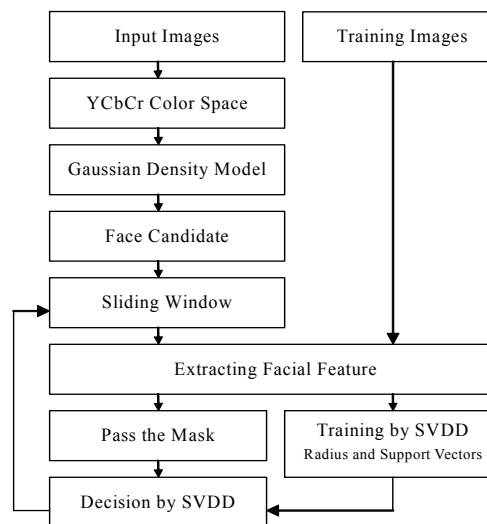 Input Images
Training Images
YCbCr Color Space
Gaussian Density Model
Face Candidate
Sliding Window
Extracting Facial Feature
Pass the Mask
Training by SVDD
Radius and Support Vectors
Decision by SVDD